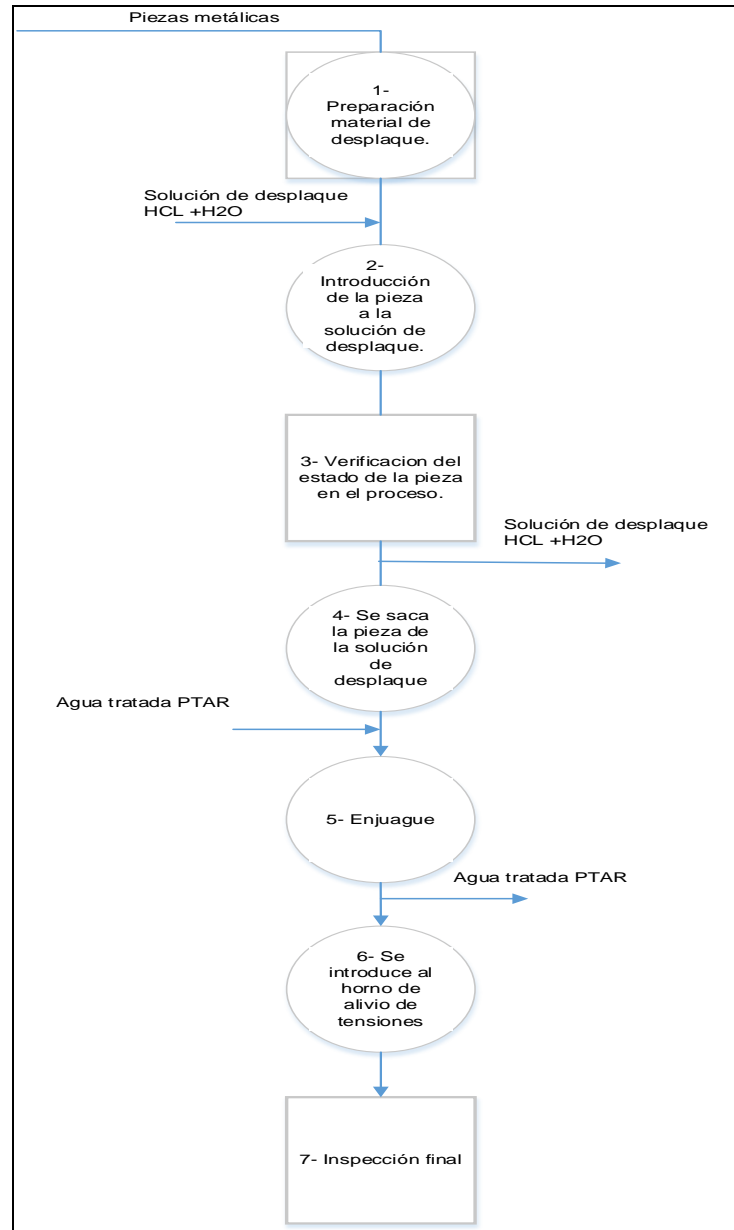 Piezas metálicas
1-
Preparación
material de
desplaque.
Solución de desplaque
HCL +H2O
2-
Introducción
de la pieza
a la
solución de
desplaque.
3- Verificacion del
estado de la pieza
en el proceso.
Solución de desplaque
HCL +H2O
4- Se saca
la pieza de
la solución
de
desplaque
Agua tratada PTAR
5- Enjuague
Agua tratada PTAR
6- Se
introduce al
horno de
alivio de
tensiones
7- Inspección final